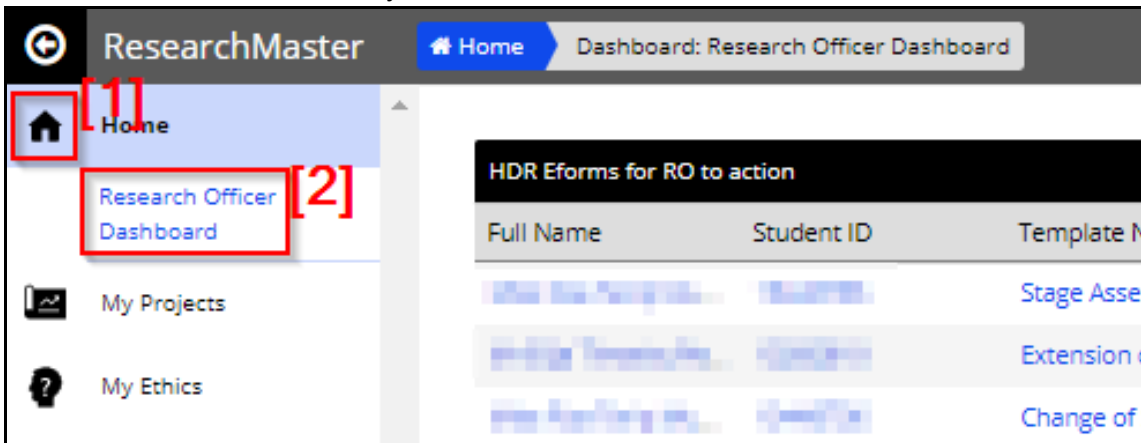 ResearchMaster
Home Dashboard: Research Officer Dashboard
[1]
Home
[2]
Research Officer
Dashboard
My Projects
My Ethics
HDR Eforms for RO to action
Full Name Student ID Template N
Stage Asse
Extension
Change of